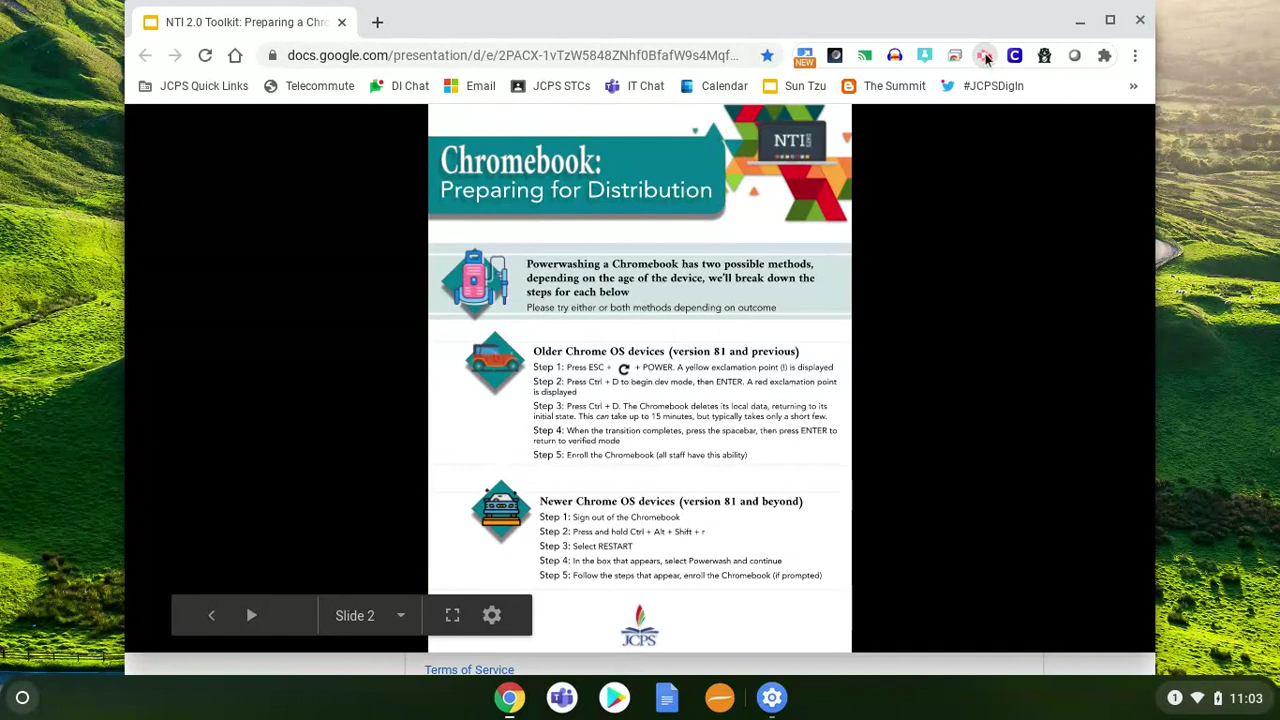 NTI 2.0 Toolkit: Preparing a Chr
docs.google.com/presentation/d/e/2PACX-1vTzW5848ZNhf0BfafW9s4Mqf...
NEW
JCPS Quick Links Telecommute DI Chat Email JCPS STCs IT Chat Calendar Sun Tzu The Summit #JCPSDigIn »
NTI
Chromebook:
Preparing for Distribution
Powerwashing a Chromebook has two possible methods,
depending on the age of the device, we'll break down the
steps for each below
Please try either or both methods depending on outcome
Older Chrome OS devices (version 81 and previous)
Step 1: Press ESC + + POWER. A yellow exclamation point (!) is displayed
Step 2: Press Ctrl + D to begin dev mode, then ENTER. A red exclamation point
is displayed
Step 3: Press Ctrl + D. The Chromebook deletes its local data, returning to its
initial state. This can take up to 15 minutes, but typically takes only a short few.
Step 4: When the transition completes, press the spacebar, then press ENTER to
return to verified mode
Step 5: Enroll the Chromebook (all staff have this ability)
Newer Chrome OS devices (version 81 and beyond)
Step 1: Sign out of the Chromebook
Step 2: Press and hold Ctrl + Alt + Shift + r
Step 3: Select RESTART
Step 4: In the box that appears, select Powerwash and continue
Step 5: Follow the steps that appear, enroll the Chromebook (if prompted)
Slide 2
JCPS
Terms of Service
1 11:03